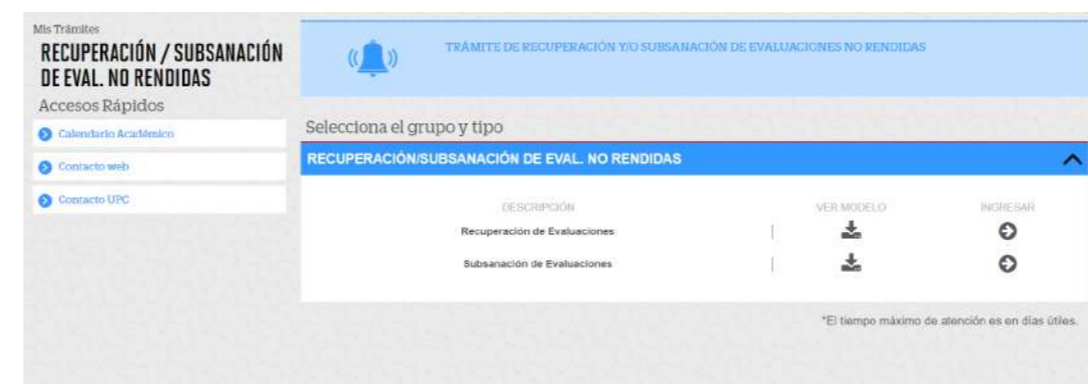 Mis Trámites
RECUPERACIÓN / SUBSANACIÓN
DE EVAL. NO RENDIDAS
Accesos Rápidos
Calendario Académico
Contacto web
Contacto UPC
TRÁMITE DE RECUPERACIÓN Y/O SUBSANACIÓN DE EVALUACIONES NO RENDIDAS
Selecciona el grupo y tipo
RECUPERACIÓN/SUBSANACIÓN DE EVAL. NO RENDIDAS
DESCRIPCIÓN VER MODELO INGRESAR
Recuperación de Evaluaciones
Subsanación de Evaluaciones
*El tiempo máximo de atención es en días útiles.